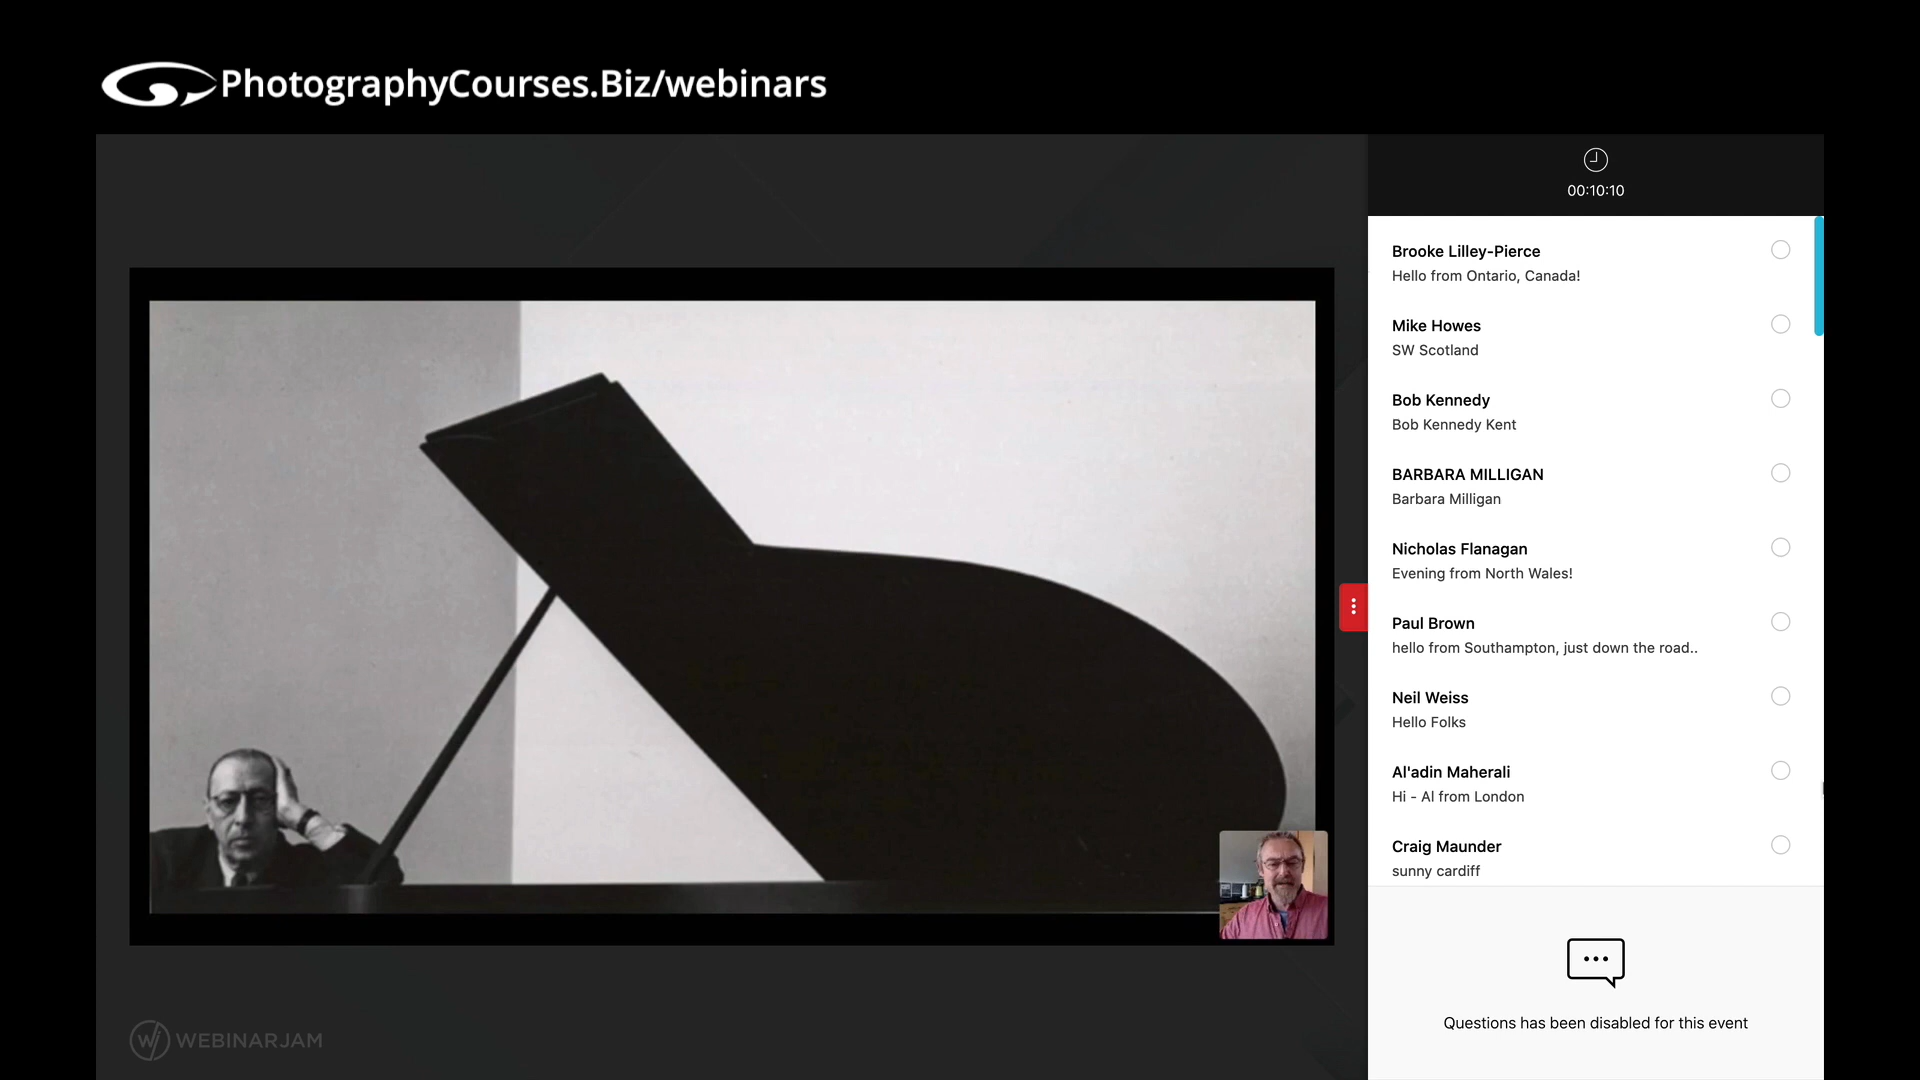 PhotographyCourses.Biz/webinars
00:10:10
Brooke Lilley-Pierce
Hello from Ontario, Canada!
Mike Howes
SW Scotland
Bob Kennedy
Bob Kennedy Kent
BARBARA MILLIGAN
Barbara Milligan
Nicholas Flanagan
Evening from North Wales!
Paul Brown
hello from Southampton, just down the road..
Neil Weiss
Hello Folks
Al'adin Maherali
Hi - Al from London
Craig Maunder
sunny cardiff
Questions has been disabled for this event
WEBINARJAM